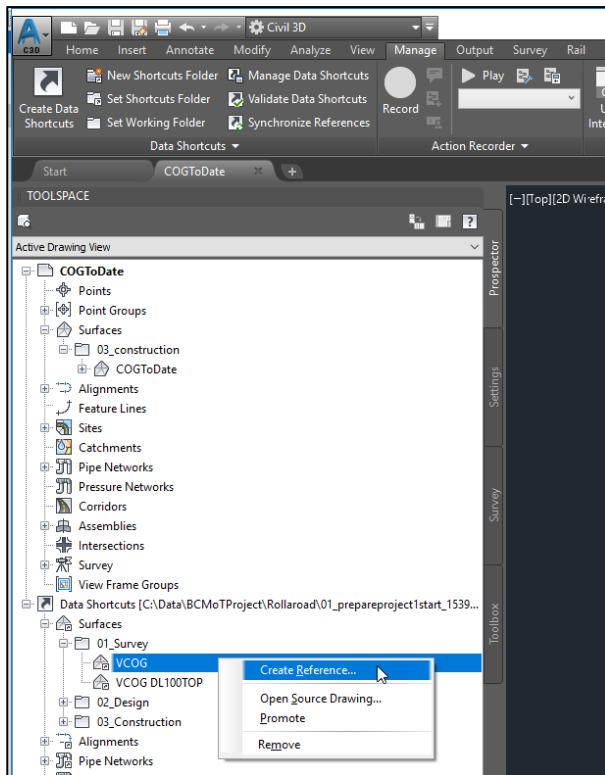 C3D
Civil 3D
Home Insert Annotate Modify Analyze View Manage Output Survey Rail
New Shortcuts Folder Manage Data Shortcuts Play
Create Data Shortcuts Set Shortcuts Folder Validate Data Shortcuts Record
Set Working Folder Synchronize References
Data Shortcuts Action Recorder
Start COGToDate
TOOLSPACE
[−][Top][2D Wirefra
Active Drawing View
Prospector
COGToDate
Points
Point Groups
Surfaces
03_construction
COGToDate
Settings
Alignments
Feature Lines
Sites
Catchments
Pipe Networks
Pressure Networks
Survey
Corridors
Assemblies
Intersections
Survey
View Frame Groups
Toolbox
Data Shortcuts [C:\Data\BCMoTProject\Rollaroad\01_prepareproject1start_1539...
Surfaces
01_Survey
VCOG
Create Reference...
VCOG DL100TOP
Open Source Drawing...
02_Design
Promote
03_Construction
Remove
Alignments
Pipe Networks